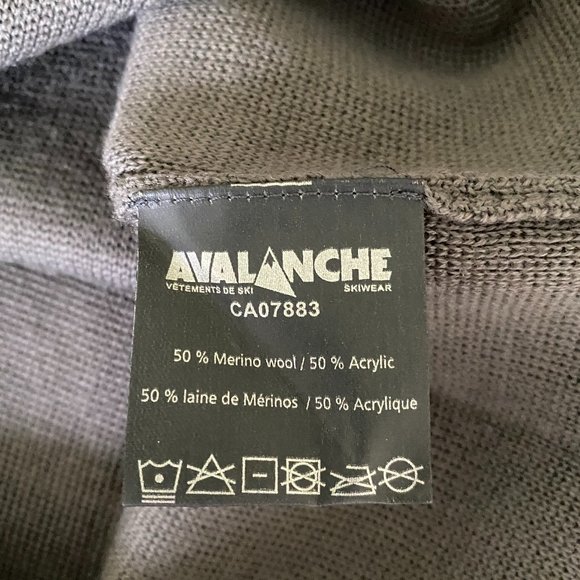 AVALANCHE
VÊTEMENTS DE SKI SKIWEAR
CA07883
50 % Merino wool / 50 % Acrylic
50 % laine de Mérinos / 50 % Acrylique